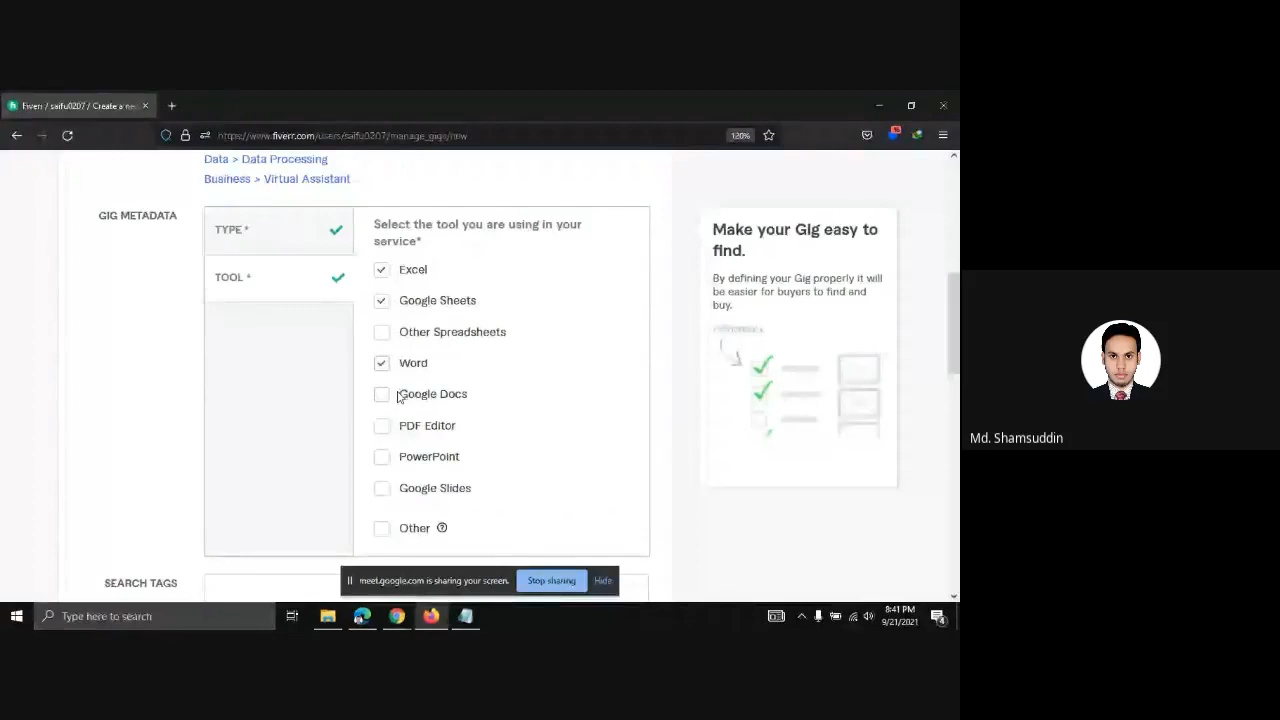 Fiverr / saifu0207 / Create a ne
https://www.fiverr.com/users/saifu0207/manage_gigs/new
120%
Data > Data Processing
Business > Virtual Assistant
GIG METADATA
TYPE *
TOOL *
Select the tool you are using in your
service*
Excel
Google Sheets
Other Spreadsheets
Word
Google Docs
PDF Editor
PowerPoint
Google Slides
Other
SEARCH TAGS
Make your Gig easy to
find.
By defining your Gig properly it will
be easier for buyers to find and
buy.
meet.google.com is sharing your screen.
Stop sharing
Hide
Type here to search
8:41 PM
9/21/2021
4
Md. Shamsuddin